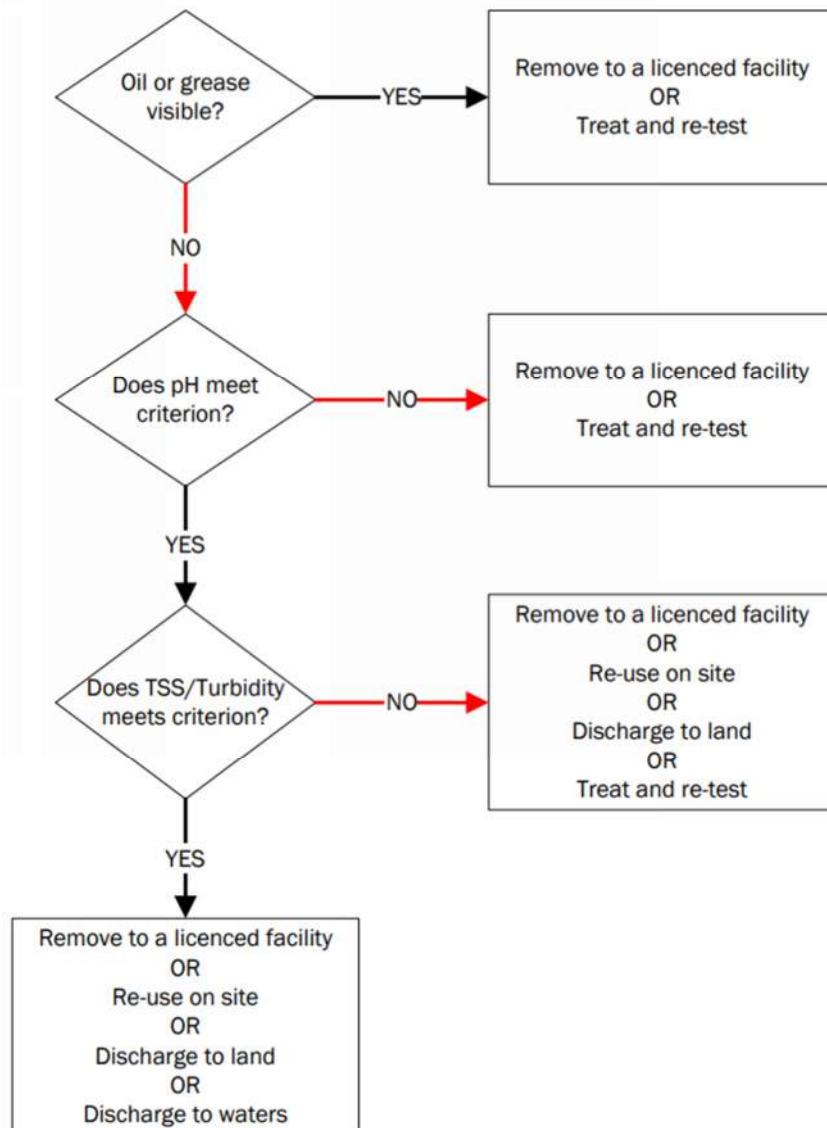 Oil or grease
visible?
YES
Remove to a licenced facility
OR
Treat and re-test
NO
Does pH meet
criterion?
NO
Remove to a licenced facility
OR
Treat and re-test
YES
Does TSS/Turbidity
meets criterion?
NO
Remove to a licenced facility
OR
Re-use on site
OR
Discharge to land
OR
Treat and re-test
YES
Remove to a licenced facility
OR
Re-use on site
OR
Discharge to land
OR
Discharge to waters